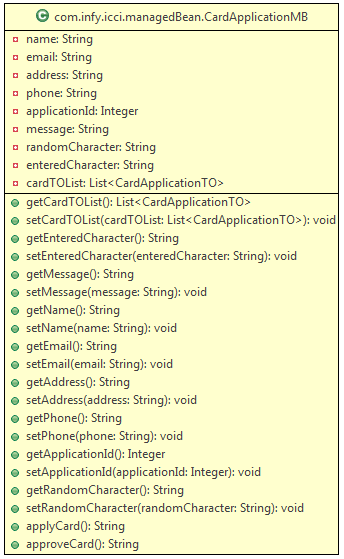 C com.infy.icci.managedBean.CardApplicationMB
name: String
email: String
address: String
phone: String
applicationId: Integer
message: String
randomCharacter: String
enteredCharacter: String
cardTOList: List<CardApplicationTO>
getCardTOList(): List<CardApplicationTO>
setCardTOList(cardTOList: List<CardApplicationTO>): void
getEnteredCharacter(): String
setEnteredCharacter(enteredCharacter: String): void
getMessage(): String
setMessage(message: String): void
getName(): String
setName(name: String): void
getEmail(): String
setEmail(email: String): void
getAddress(): String
setAddress(address: String): void
getPhone(): String
setPhone(phone: String): void
getApplicationId(): Integer
setApplicationId(applicationId: Integer): void
getRandomCharacter(): String
setRandomCharacter(randomCharacter: String): void
applyCard(): String
approveCard(): String